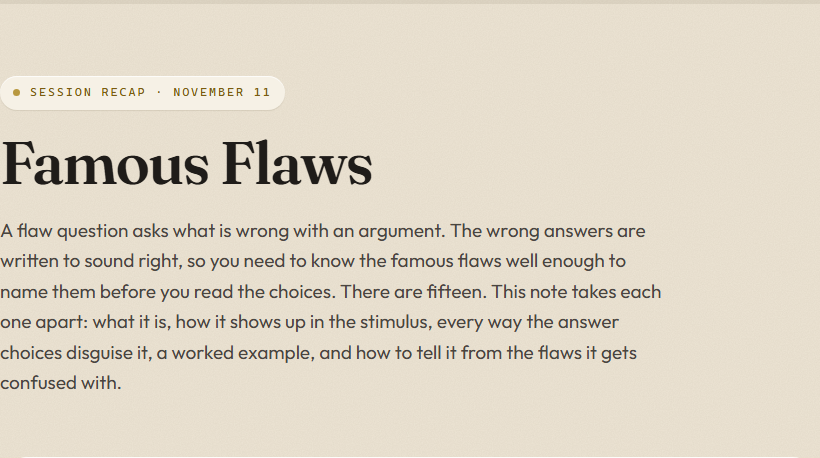 SESSION RECAP · NOVEMBER 11
Famous Flaws
A flaw question asks what is wrong with an argument. The wrong answers are
written to sound right, so you need to know the famous flaws well enough to
name them before you read the choices. There are fifteen. This note takes each
one apart: what it is, how it shows up in the stimulus, every way the answer
choices disguise it, a worked example, and how to tell it from the flaws it gets
confused with.